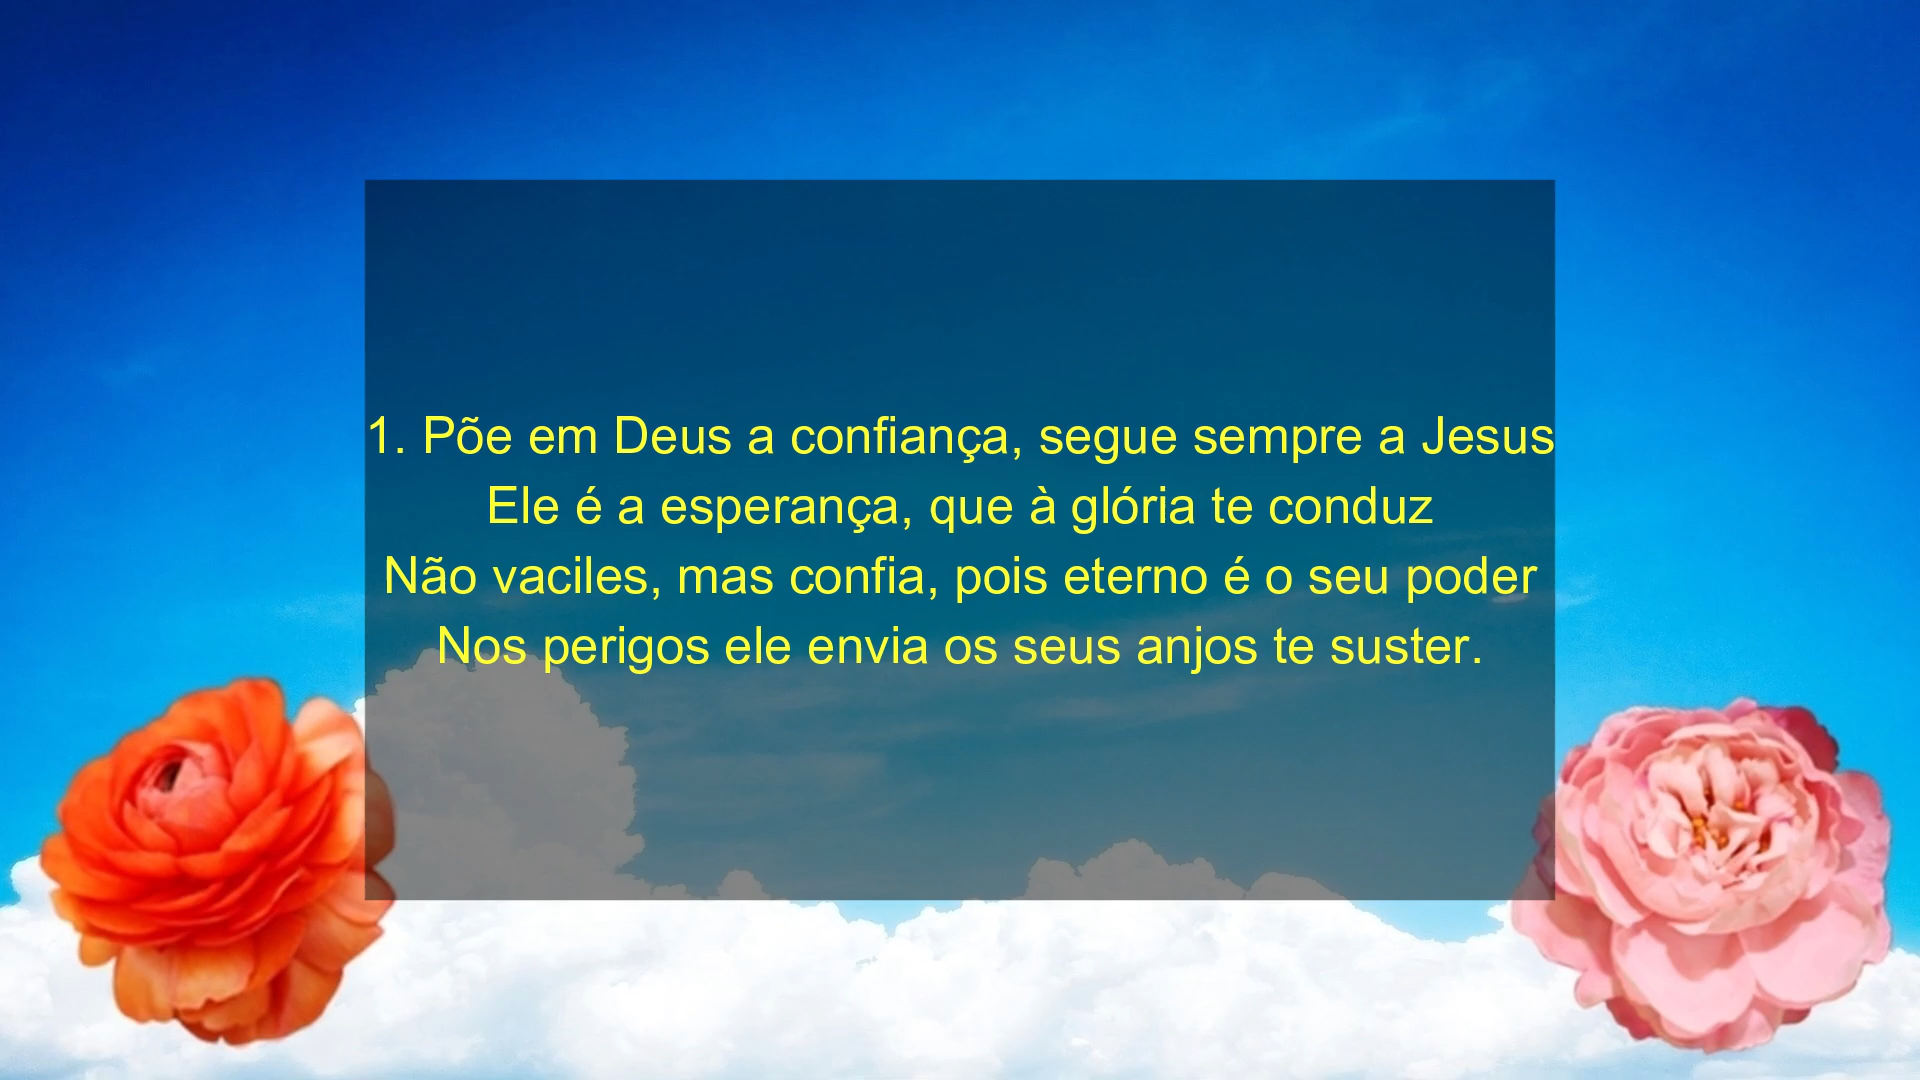 1. Põe em Deus a confiança, segue sempre a Jesus
Ele é a esperança, que à glória te conduz
Não vaciles, mas confia, pois eterno é o seu poder
Nos perigos ele envia os seus anjos te suster.